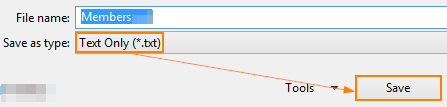 File name: Members
Save as type: Text Only (*.txt)
Tools Save